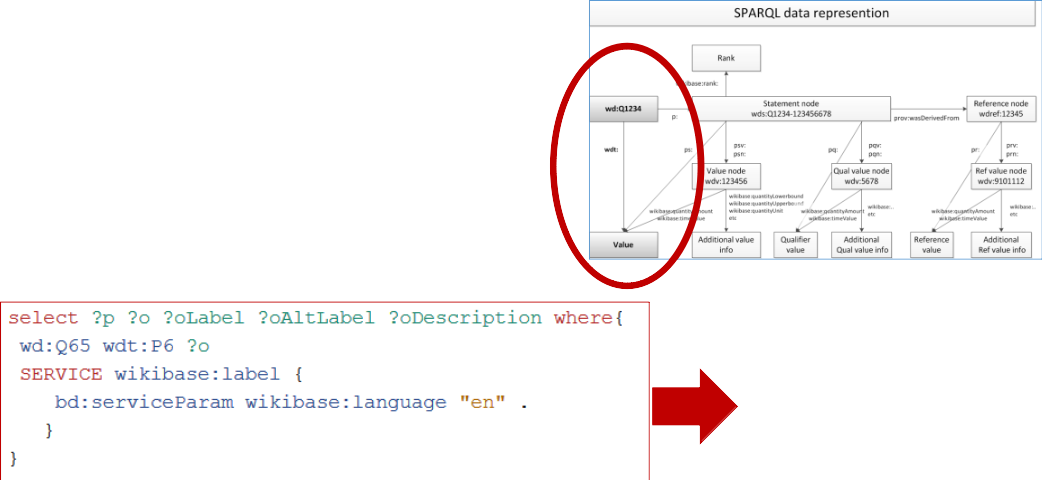 SPARQL data represention
Rank
wd:Q1234
Statement node
wds:Q1234-123456678
Reference node
wdref:12345
p:
prov:wasDerivedFrom
wdt:
ps:
psv:
psn:
pq:
pqv:
pqn:
pr:
prv:
prn:
Value node
wdv:123456
Qual value node
wdv:5678
Ref value node
wdv:9101112
wikibase:quantityLowerbound
wikibase:quantityUnit
etc
wikibase:quantityAmount
wikibase:timeValue
wikibase:quantityAmount
wikibase:timeValue
wikibase:..
etc
wikibase:quantityAmount
wikibase:timeValue
wikibase:..
etc
Value
Additional value
info
Qualifier
value
Additional
Qual value info
Reference
value
Additional
Ref value info
select ?p ?o ?oLabel ?oAltLabel ?oDescription where{
wd:Q65 wdt:P6 ?o
SERVICE wikibase:label {
bd:serviceParam wikibase:language "en" .
}
}